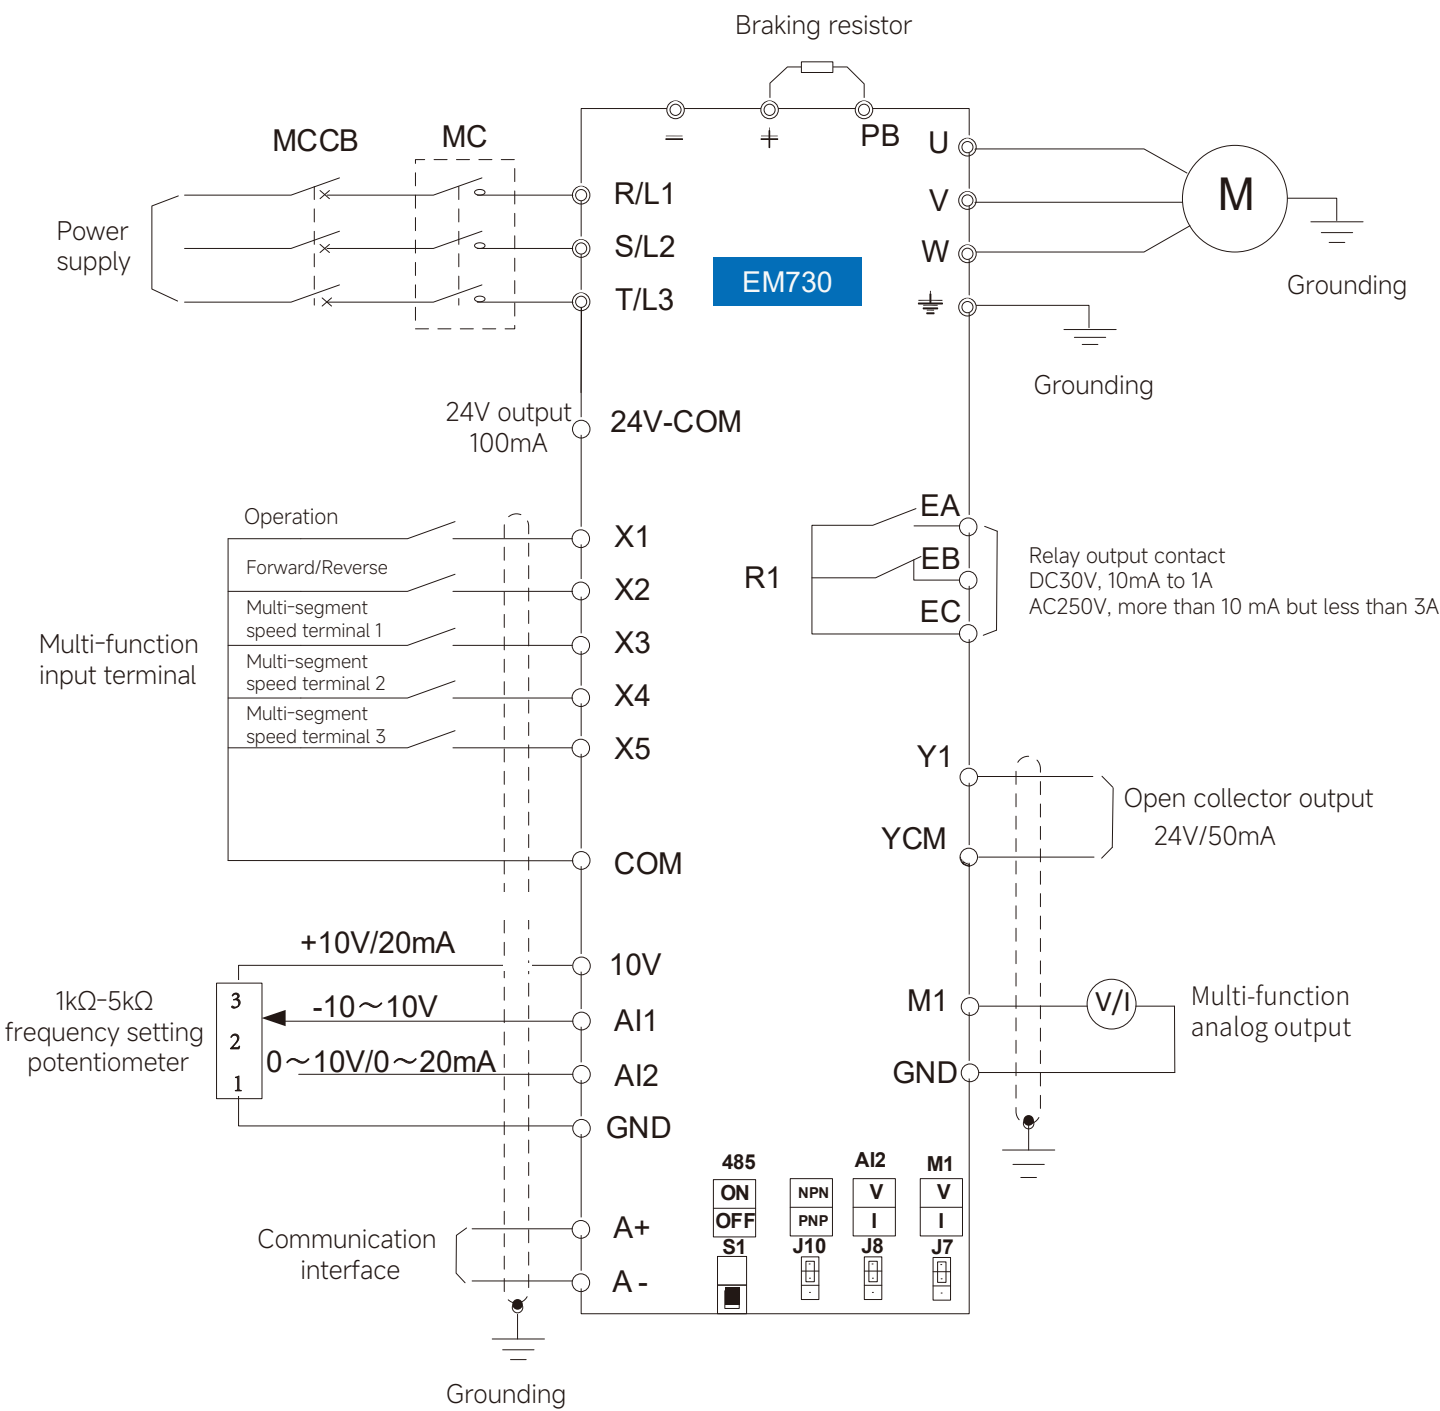 Braking resistor
MCCB
MC
PB
U
V
W
M
R/L1
S/L2
T/L3
Power
supply
EM730
Grounding
Grounding
24V output
100mA
24V-COM
Operation
X1
Forward/Reverse
X2
Multi-segment
speed terminal 1
X3
Multi-segment
speed terminal 2
X4
Multi-segment
speed terminal 3
X5
Multi-function
input terminal
COM
R1
EA
EB
EC
Relay output contact
DC30V, 10mA to 1A
AC250V, more than 10 mA but less than 3A
Y1
YCM
Open collector output
24V/50mA
+10V/20mA
10V
-10～10V
AI1
0～10V/0～20mA
AI2
GND
1kΩ-5kΩ
frequency setting
potentiometer
3
2
1
M1
V/I
GND
Multi-function
analog output
Communication
interface
A+
A -
485
ON
OFF
S1
NPN
PNP
J10
AI2
V
I
J8
M1
V
I
J7
Grounding